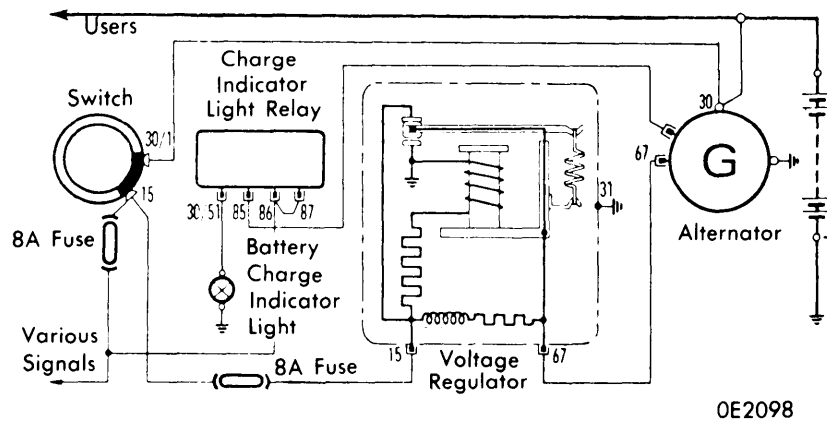 Users
Charge
Indicator
Light Relay
Switch
30/1
15
30/51
85
86
87
8A Fuse
Battery
Charge
Indicator
Light
Various
Signals
8A Fuse
15
Voltage
Regulator
67
31
30
67
G
Alternator
0E2098